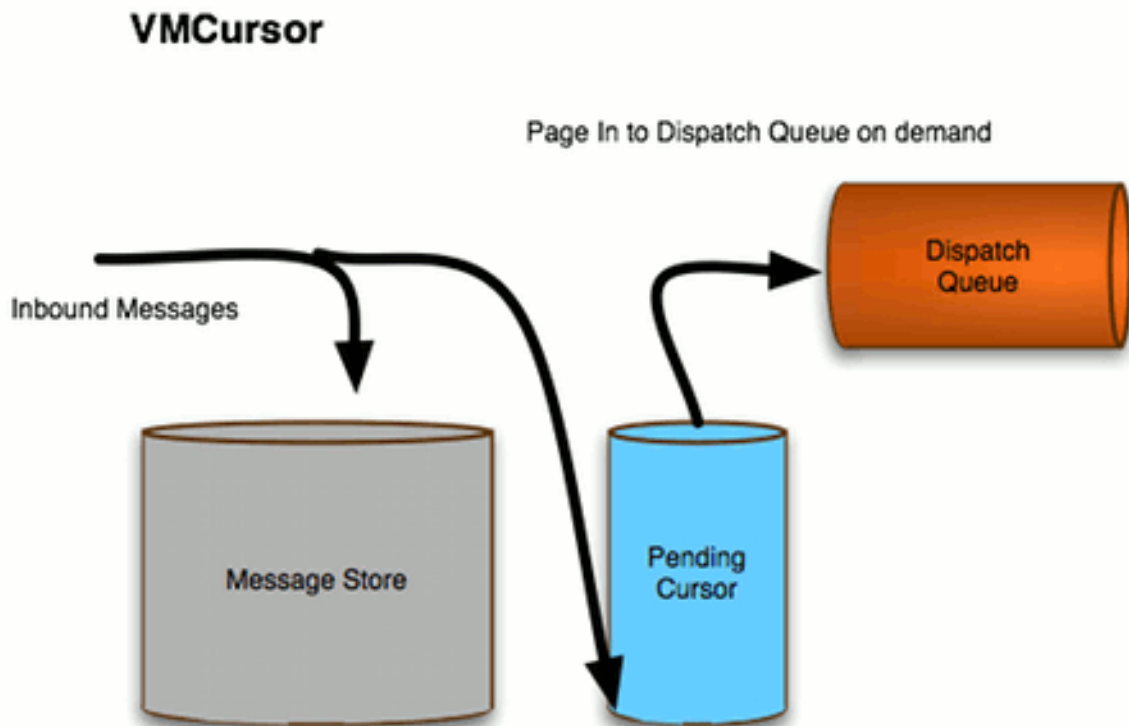 VMCursor
Page In to Dispatch Queue on demand
Dispatch
Queue
Inbound Messages
Message Store
Pending
Cursor